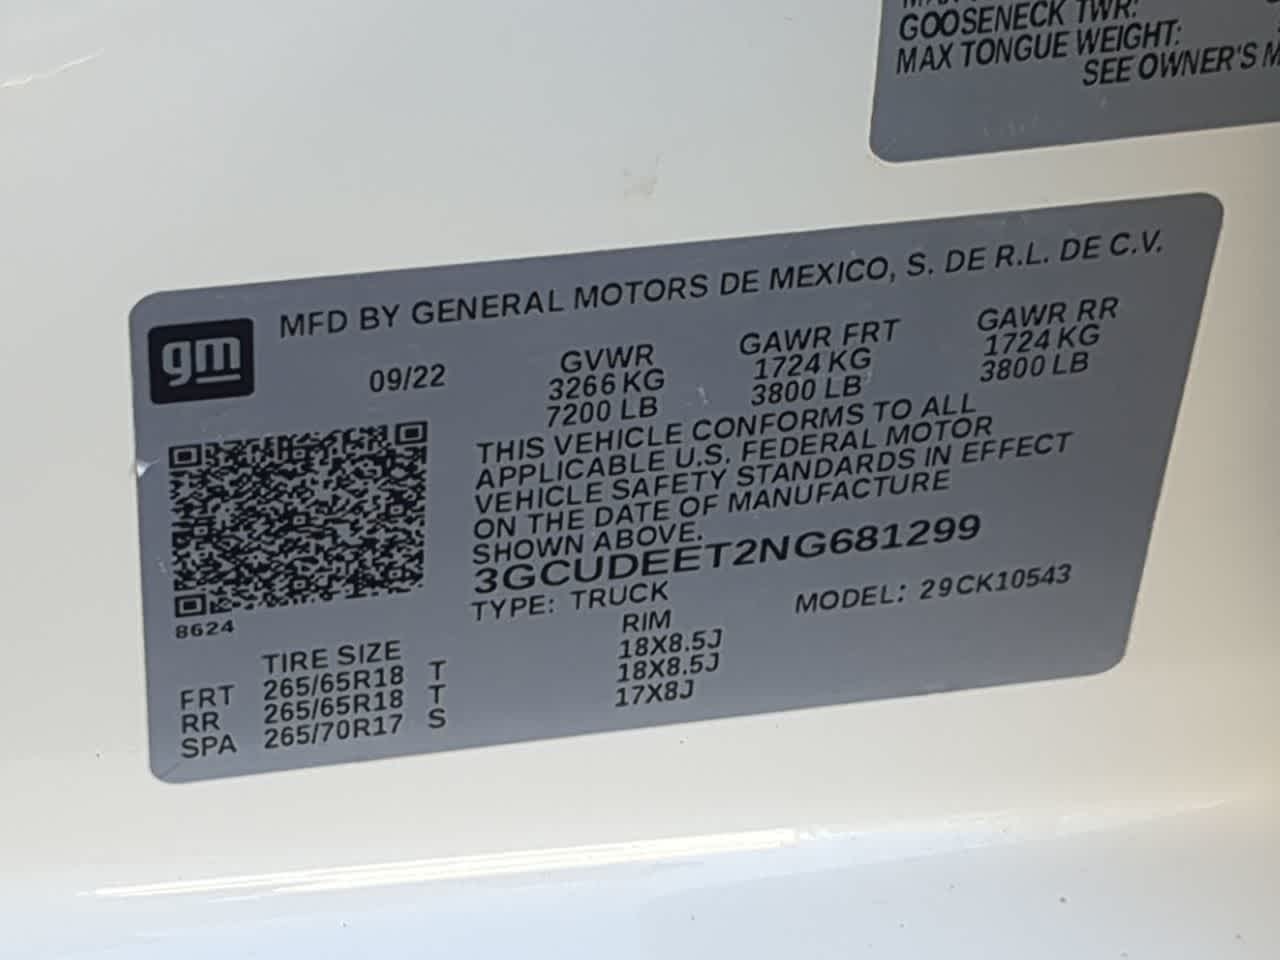 GOOSENECK TWR:
MAX TONGUE WEIGHT:
SEE OWNER'S
MFD BY GENERAL MOTORS DE MEXICO, S. DE R.L. DE C.V.
gm
09/22
GVWR GAWR FRT GAWR RR
3266 KG 1724 KG 1724 KG
7200 LB 3800 LB 3800 LB
THIS VEHICLE CONFORMS TO ALL
APPLICABLE U.S. FEDERAL MOTOR
VEHICLE SAFETY STANDARDS IN EFFECT
ON THE DATE OF MANUFACTURE
SHOWN ABOVE.
3GCUDEET2NG681299
TYPE: TRUCK MODEL: 29CK10543
8624
TIRE SIZE RIM
FRT 265/65R18 T 18X8.5J
RR 265/65R18 T 18X8.5J
SPA 265/70R17 S 17X8J